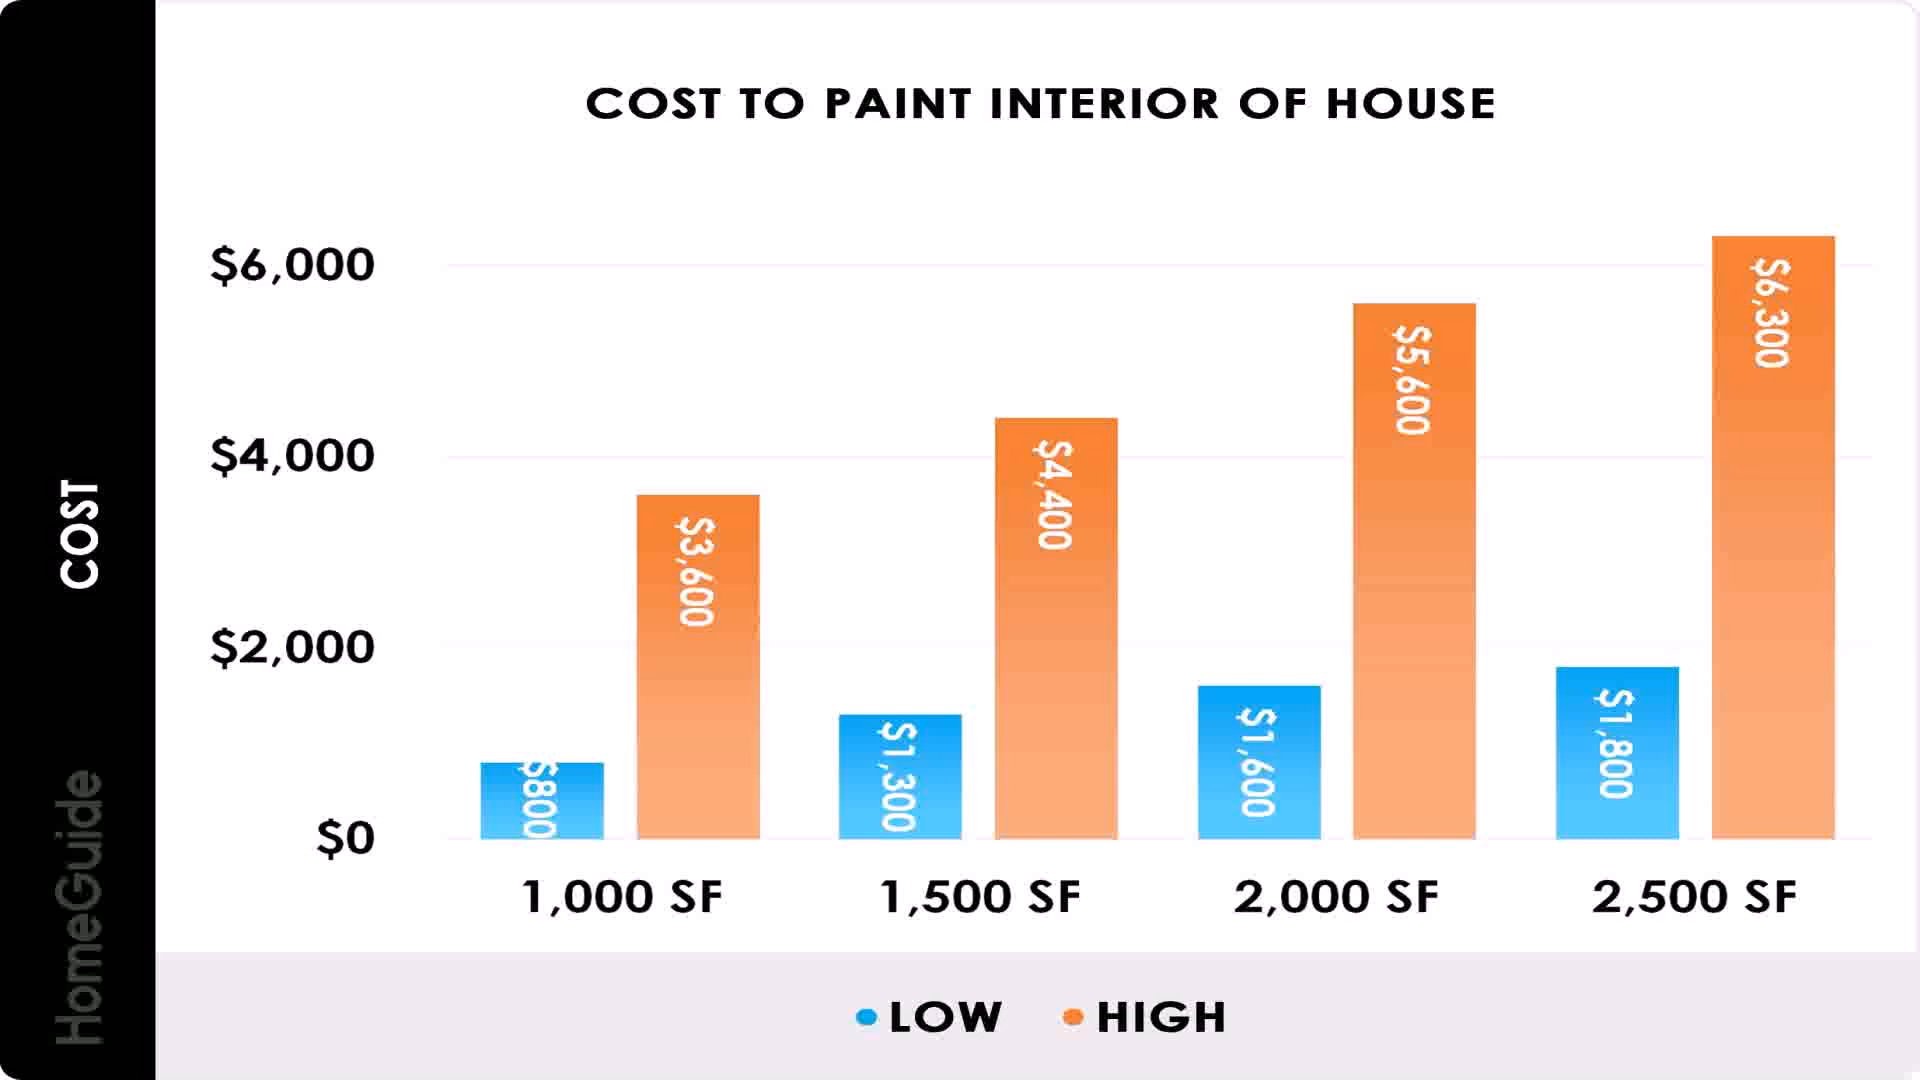 COST TO PAINT INTERIOR OF HOUSE
COST
HomeGuide
$6,000
$4,000
$2,000
$0
$800
$3,600
$1,300
$4,400
$1,600
$5,600
$1,800
$6,300
1,000 SF
1,500 SF
2,000 SF
2,500 SF
LOW
HIGH